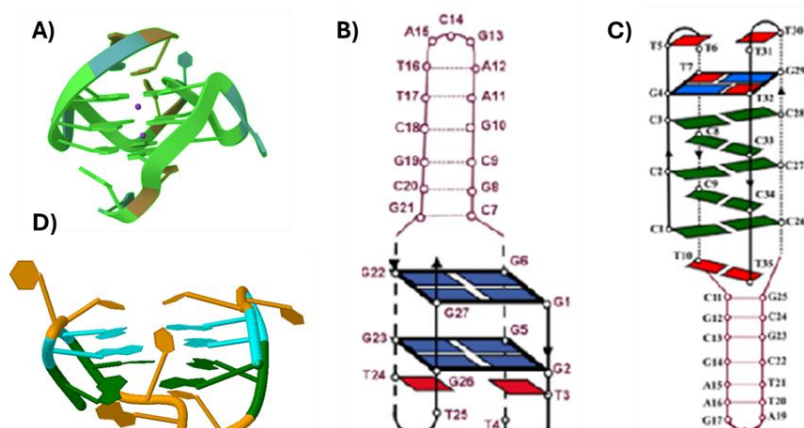 A)
D)
B)
C14
A15 G13
T16 A12
T17 A11
C18 G10
G19 C9
C20 G8
G21 C7
G22 G6
G27 G1
G23 G5
G2
T24 G26 T3
T25 T4
C)
T30
T5 T6 T31
T7 G29
G4 T32
C3 C28
C8 C33
C2 C27
C9 C34
C1 C26
T10 T35
C11 G25
G12 C24
C13 G23
G14 C22
A15 T21
A16 T20
G17 A19